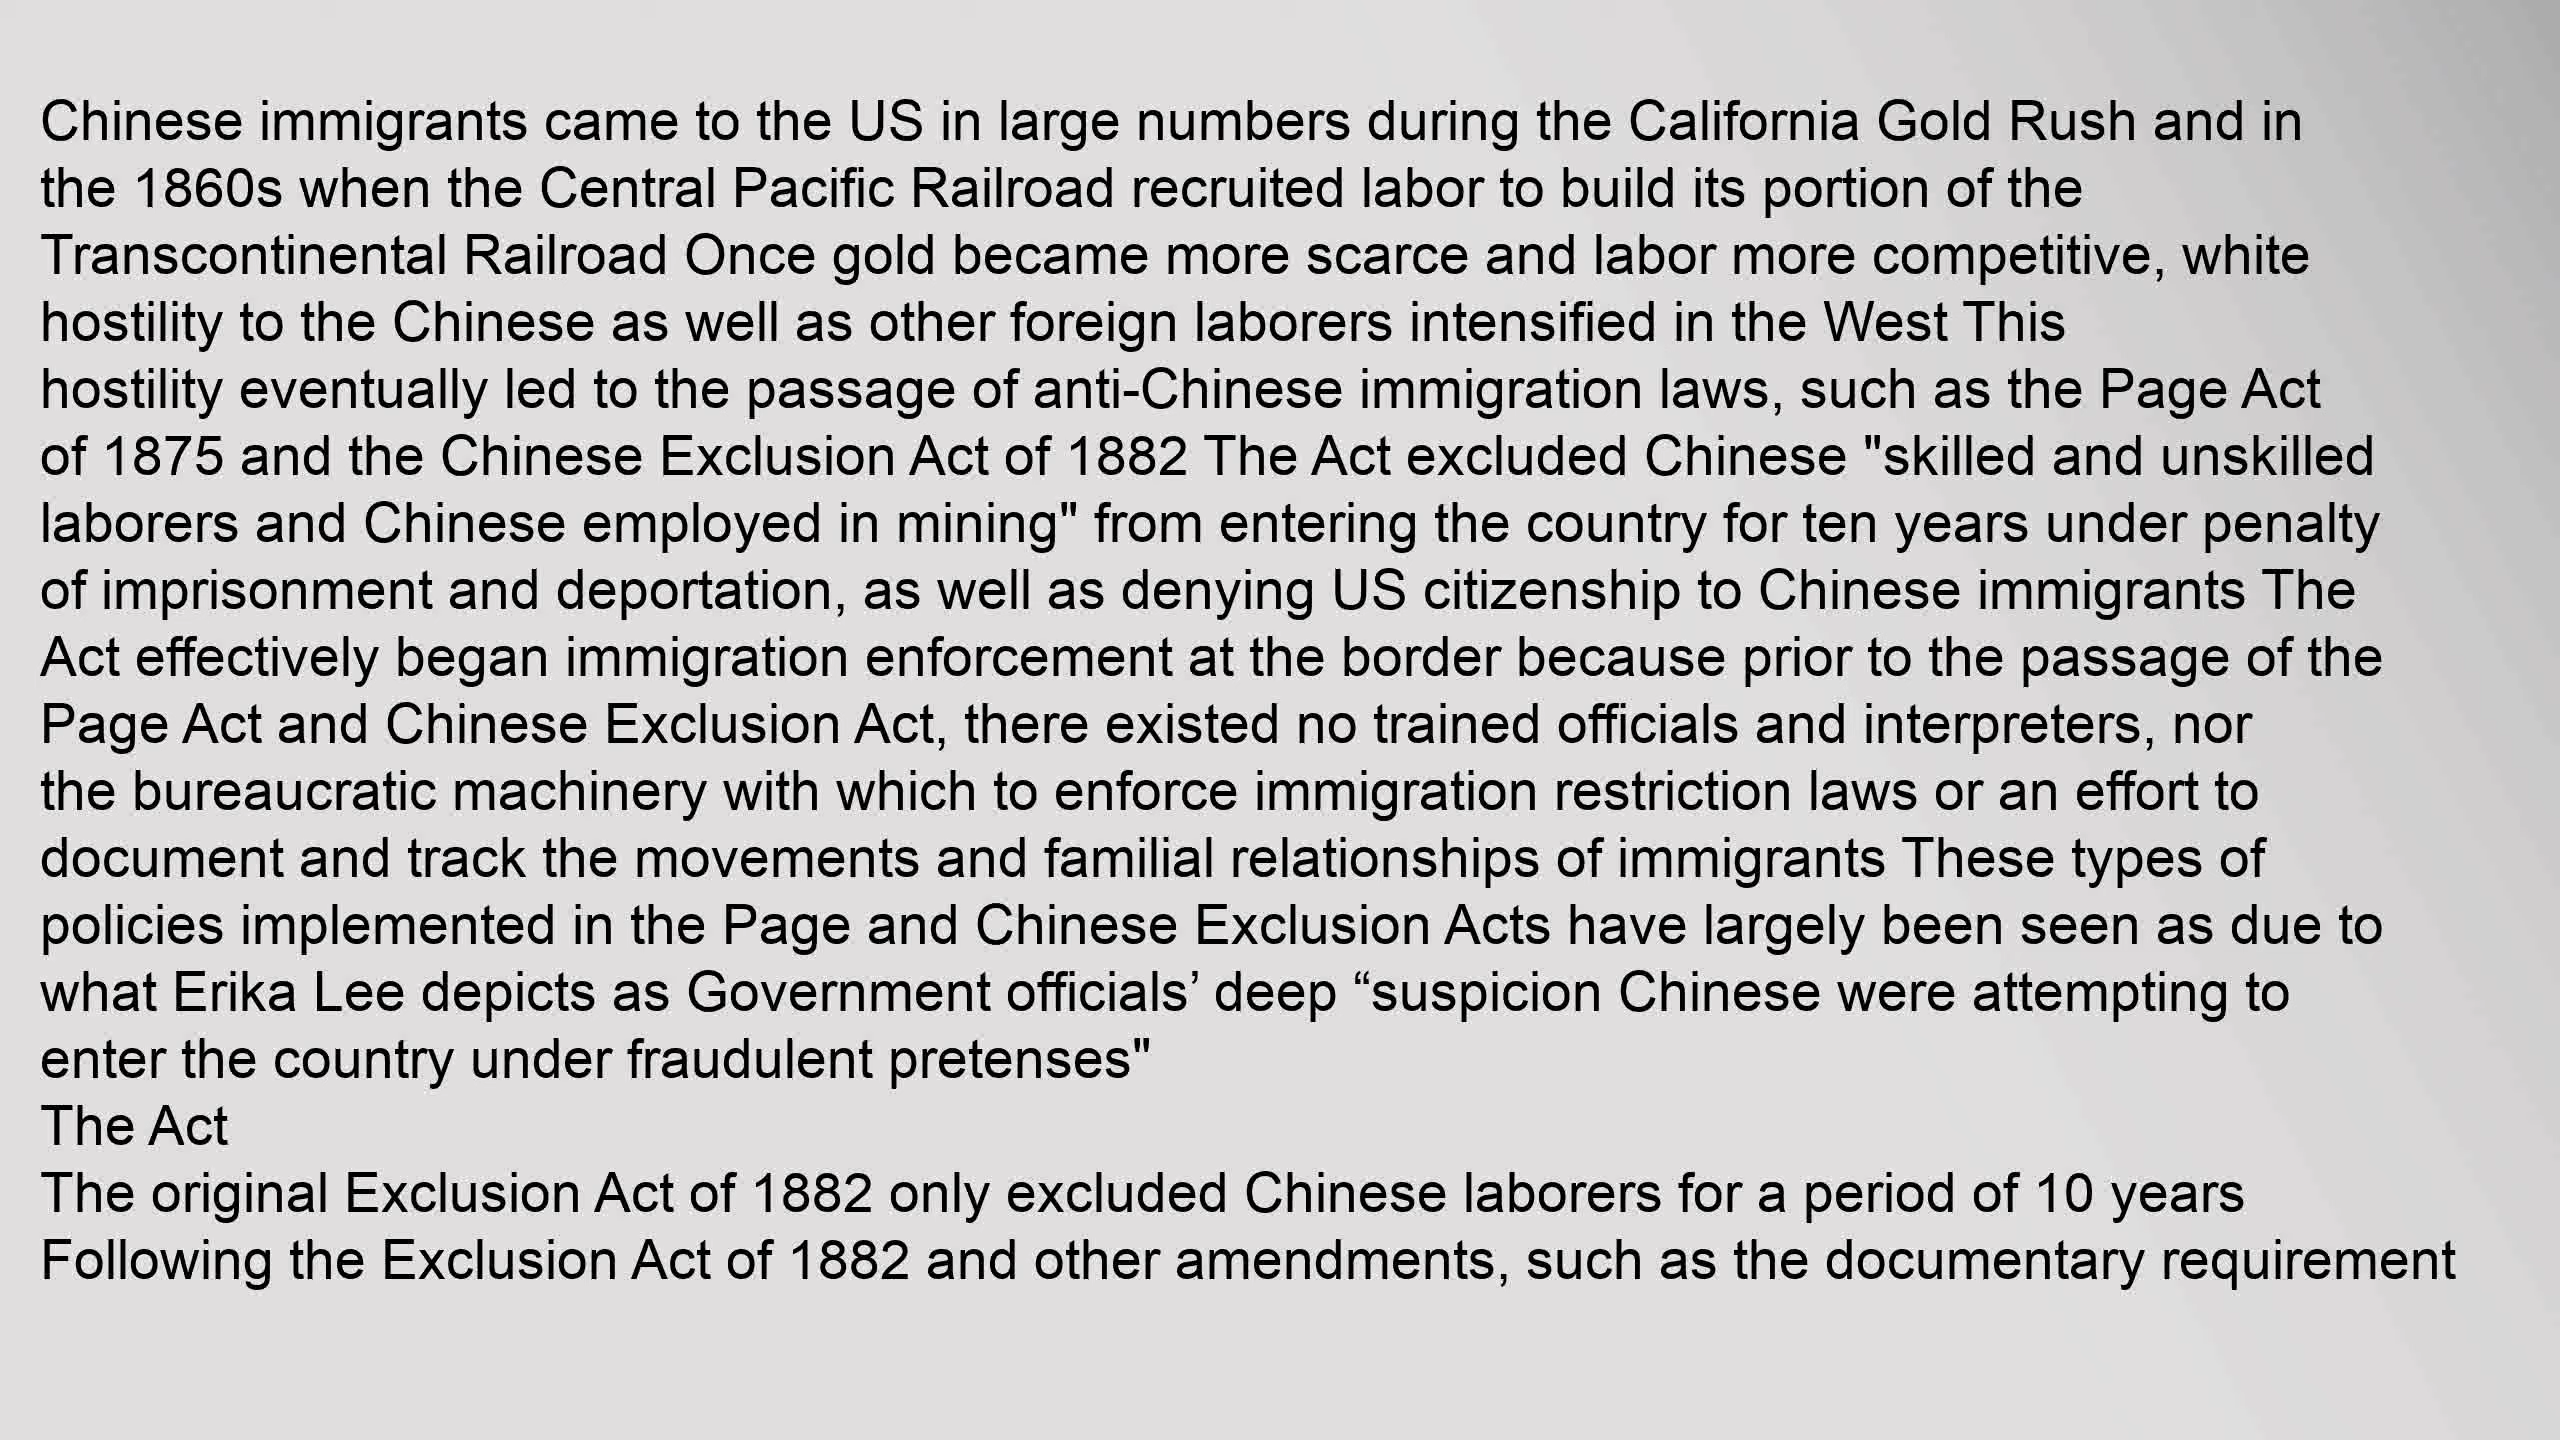 Chinese immigrants came to the US in large numbers during the California Gold Rush and in
the 1860s when the Central Pacific Railroad recruited labor to build its portion of the
Transcontinental Railroad Once gold became more scarce and labor more competitive, white
hostility to the Chinese as well as other foreign laborers intensified in the West This
hostility eventually led to the passage of anti-Chinese immigration laws, such as the Page Act
of 1875 and the Chinese Exclusion Act of 1882 The Act excluded Chinese "skilled and unskilled
laborers and Chinese employed in mining" from entering the country for ten years under penalty
of imprisonment and deportation, as well as denying US citizenship to Chinese immigrants The
Act effectively began immigration enforcement at the border because prior to the passage of the
Page Act and Chinese Exclusion Act, there existed no trained officials and interpreters, nor
the bureaucratic machinery with which to enforce immigration restriction laws or an effort to
document and track the movements and familial relationships of immigrants These types of
policies implemented in the Page and Chinese Exclusion Acts have largely been seen as due to
what Erika Lee depicts as Government officials’ deep “suspicion Chinese were attempting to
enter the country under fraudulent pretenses"
The Act
The original Exclusion Act of 1882 only excluded Chinese laborers for a period of 10 years
Following the Exclusion Act of 1882 and other amendments, such as the documentary requirement